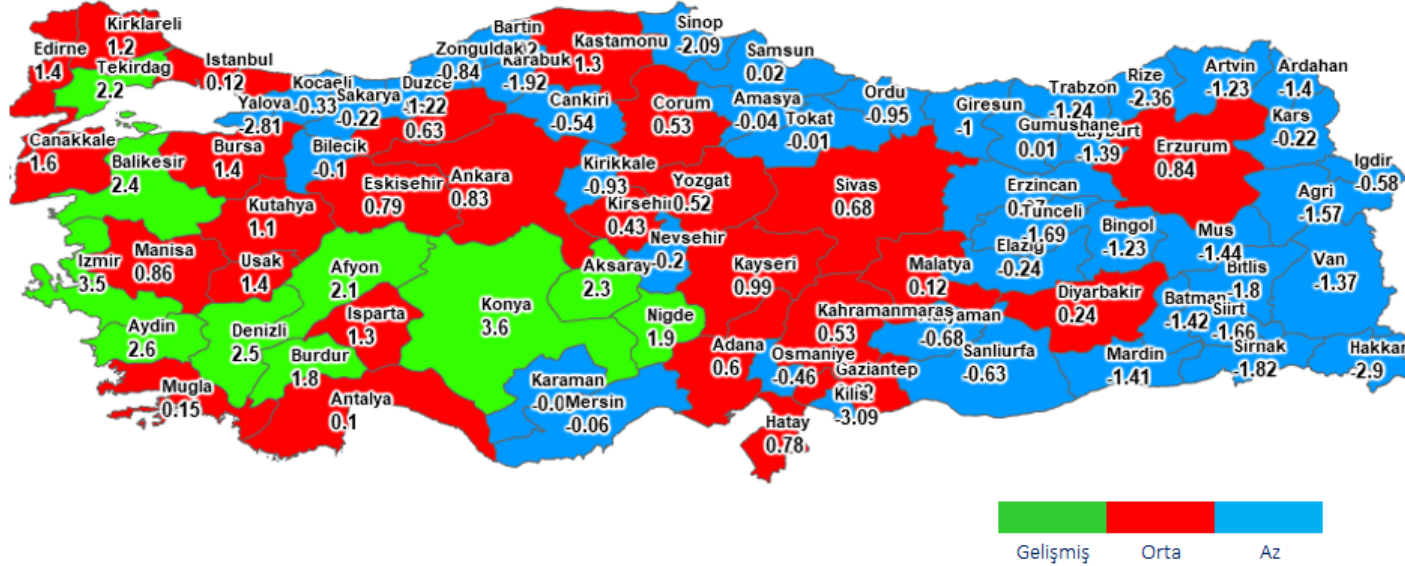 Kirklareli
1.2
Edirne
1.4
Tekirdag
2.2
Istanbul
0.12
Kocaeli
-0.33
Yalova
-2.81
Sakarya
-0.22
Duzce
-1.22
0.63
Zonguldak
-0.84
Bartin
Karabuk
-1.92
Kastamonu
1.3
Sinop
-2.09
Samsun
0.02
Cankiri
-0.54
Corum
0.53
Amasya
-0.04
Tokat
-0.01
Ordu
-0.95
Giresun
-1
Trabzon
-1.24
Rize
-2.36
Artvin
-1.23
Ardahan
-1.4
Kars
-0.22
Gumushane
0.01
-1.39
Erzurum
0.84
Igdir
-0.58
Agri
-1.57
Canakkale
1.6
Balikesir
2.4
Bursa
1.4
Bilecik
-0.1
Eskisehir
0.79
Ankara
0.83
Kirikkale
-0.93
Kirsehir
0.43
Yozgat
0.52
Sivas
0.68
Erzincan
Tunceli
-1.69
Bingol
-1.23
Mus
-1.44
Bitlis
-1.8
Van
-1.37
Kutahya
1.1
Manisa
0.86
Usak
1.4
Izmir
3.5
Afyon
2.1
Aksaray
2.3
Nevsehir
-0.2
Kayseri
0.99
Malatya
0.12
Elazig
-0.24
Diyarbakir
0.24
Batman
-1.42
Siirt
-1.66
Sirnak
-1.82
Hakkar
-2.9
Aydin
2.6
Denizli
2.5
Isparta
1.3
Burdur
1.8
Konya
3.6
Nigde
1.9
Adana
0.6
Kahramanmaras
0.53
-0.68
Sanliurfa
-0.63
Mardin
-1.41
Mugla
0.15
Antalya
0.1
Karaman
Mersin
-0.06
Osmaniye
-0.46
Gaziantep
Kilis
-3.09
Hatay
0.78
Gelişmiş
Orta
Az